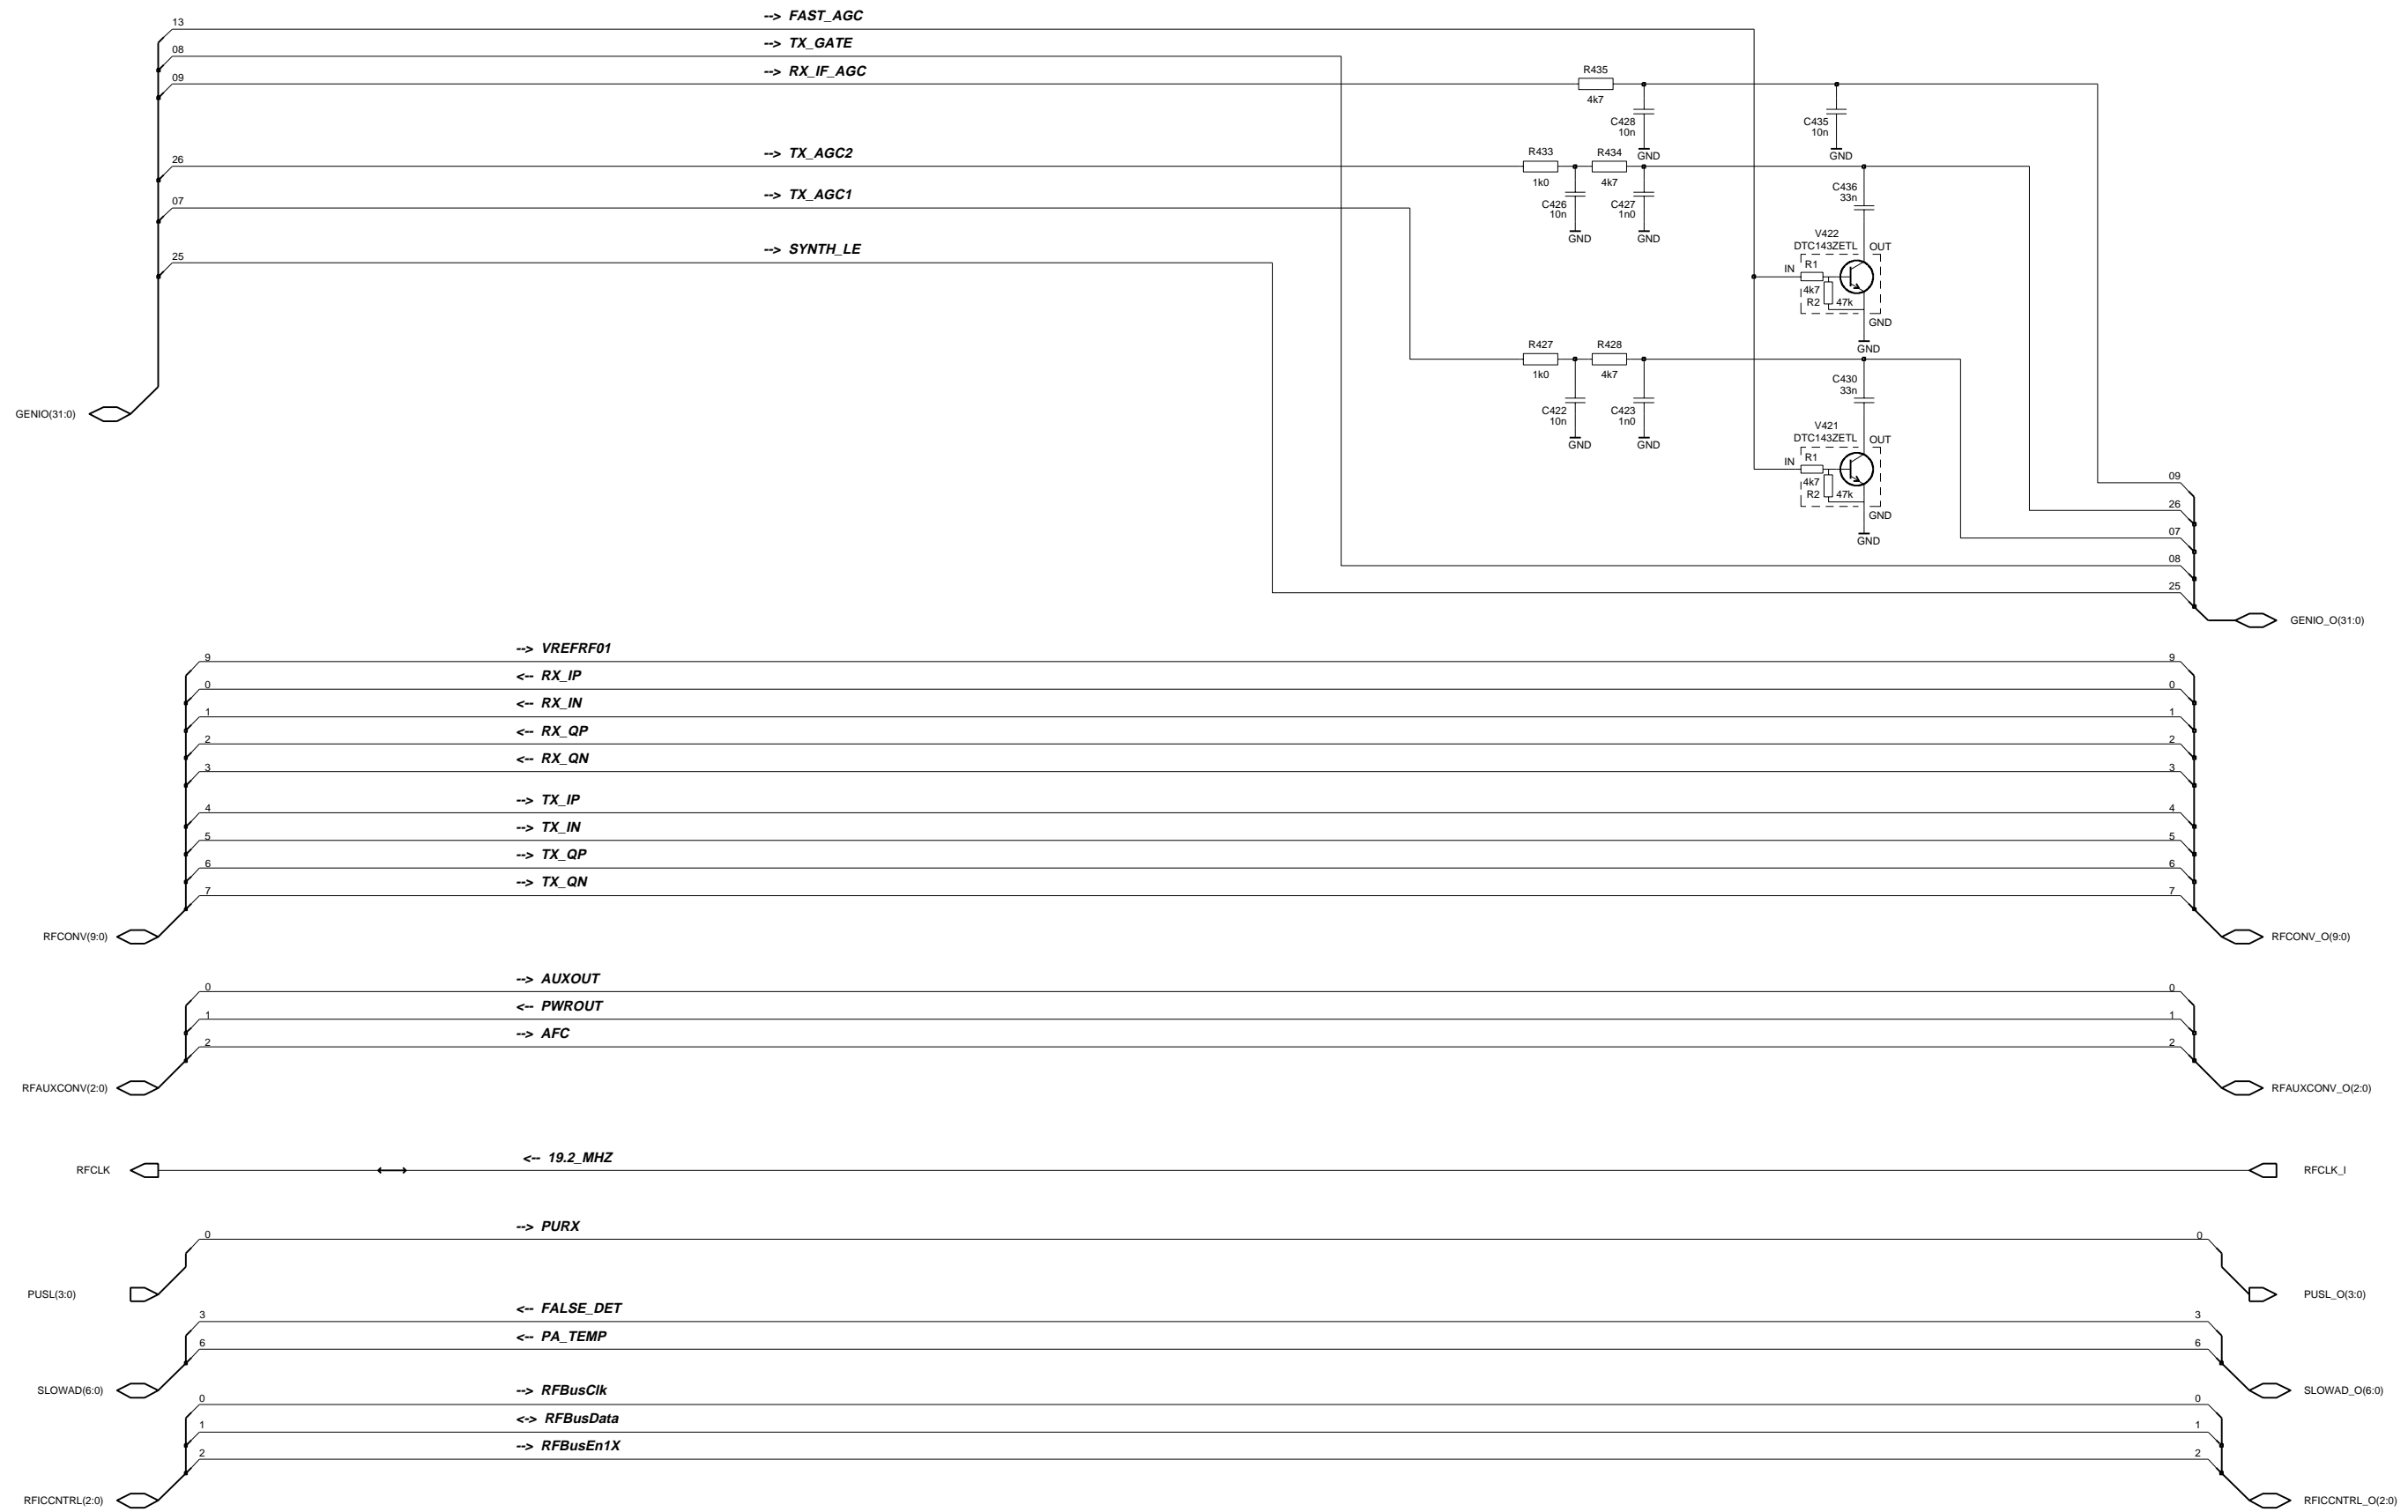 13 --> FAST_AGC
08 --> TX_GATE
09 --> RX_IF_AGC
R435
4k7
C428
10n
GND
C435
10n
GND
26 --> TX_AGC2
R433
1k0
R434
4k7
C426
10n
GND
C427
1n0
GND
C436
33n
07 --> TX_AGC1
V422
DTC143ZETL OUT
IN R1
4k7
R2 47k
GND
GND
25 --> SYNTH_LE
R427
1k0
R428
4k7
C422
10n
GND
C423
1n0
GND
C430
33n
V421
DTC143ZETL OUT
IN R1
4k7
R2 47k
GND
GND
GENIO(31:0)
09
26
07
08
25
GENIO_O(31:0)
9 --> VREFRF01 9
0 <-- RX_IP 0
1 <-- RX_IN 1
2 <-- RX_QP 2
3 <-- RX_QN 3
4 --> TX_IP 4
5 --> TX_IN 5
6 --> TX_QP 6
7 --> TX_QN 7
RFCONV(9:0) RFCONV_O(9:0)
0 --> AUXOUT 0
1 <-- PWROUT 1
2 --> AFC 2
RFAUXCONV(2:0) RFAUXCONV_O(2:0)
<-- 19.2_MHZ
RFCLK RFCLK_I
0 --> PURX 0
PUSL(3:0) PUSL_O(3:0)
3 <-- FALSE_DET 3
6 <-- PA_TEMP 6
SLOWAD(6:0) SLOWAD_O(6:0)
0 --> RFBusClk 0
1 <-> RFBusData 1
2 --> RFBusEn1X 2
RFICCNTRL(2:0) RFICCNTRL_O(2:0)